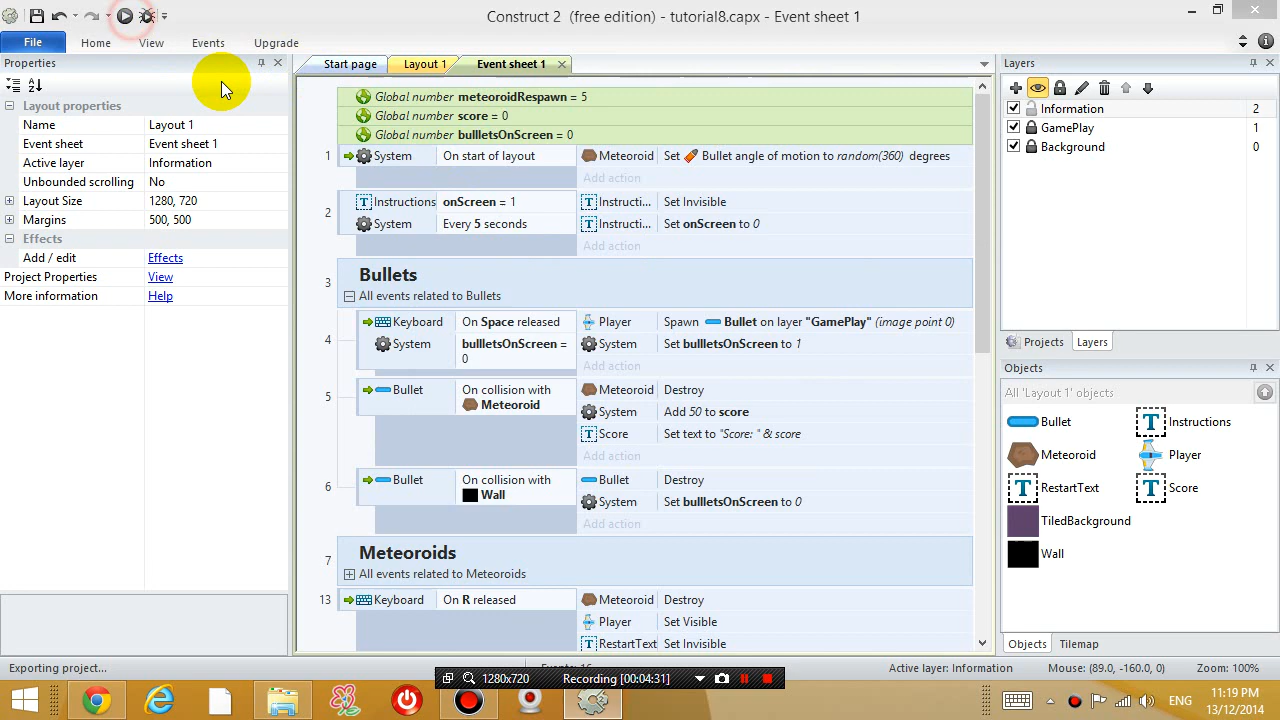 Construct 2 (free edition) - tutorial8.capx - Event sheet 1
File Home View Events Upgrade
Properties
Layout properties
Name Layout 1
Event sheet Event sheet 1
Active layer Information
Unbounded scrolling No
Layout Size 1280, 720
Margins 500, 500
Effects
Add / edit Effects
Project Properties View
More information Help
Start page Layout 1 Event sheet 1
Global number meteoroidRespawn = 5
Global number score = 0
Global number bullletsOnScreen = 0
1 System On start of layout Meteoroid Set Bullet angle of motion to random(360) degrees
Add action
2 Instructions onScreen = 1 Instructi... Set Invisible
System Every 5 seconds Instructi... Set onScreen to 0
Add action
3 Bullets
All events related to Bullets
4 Keyboard On Space released Player Spawn Bullet on layer "GamePlay" (image point 0)
System bullletsOnScreen = 0 System Set bullletsOnScreen to 1
Add action
5 Bullet On collision with Meteoroid Meteoroid Destroy
System Add 50 to score
Score Set text to "Score: " & score
Add action
6 Bullet On collision with Wall Bullet Destroy
System Set bullletsOnScreen to 0
Add action
7 Meteoroids
All events related to Meteoroids
13 Keyboard On R released Meteoroid Destroy
Player Set Visible
RestartText Set Invisible
Layers
Information 2
GamePlay 1
Background 0
Projects Layers
Objects
All 'Layout 1' objects
Bullet Instructions
Meteoroid Player
RestartText Score
TiledBackground
Wall
Objects Tilemap
Exporting project... Active layer: Information Mouse: (89.0, -160.0, 0) Zoom: 100%
1280x720 Recording [00:04:31]
ENG
11:19 PM
13/12/2014